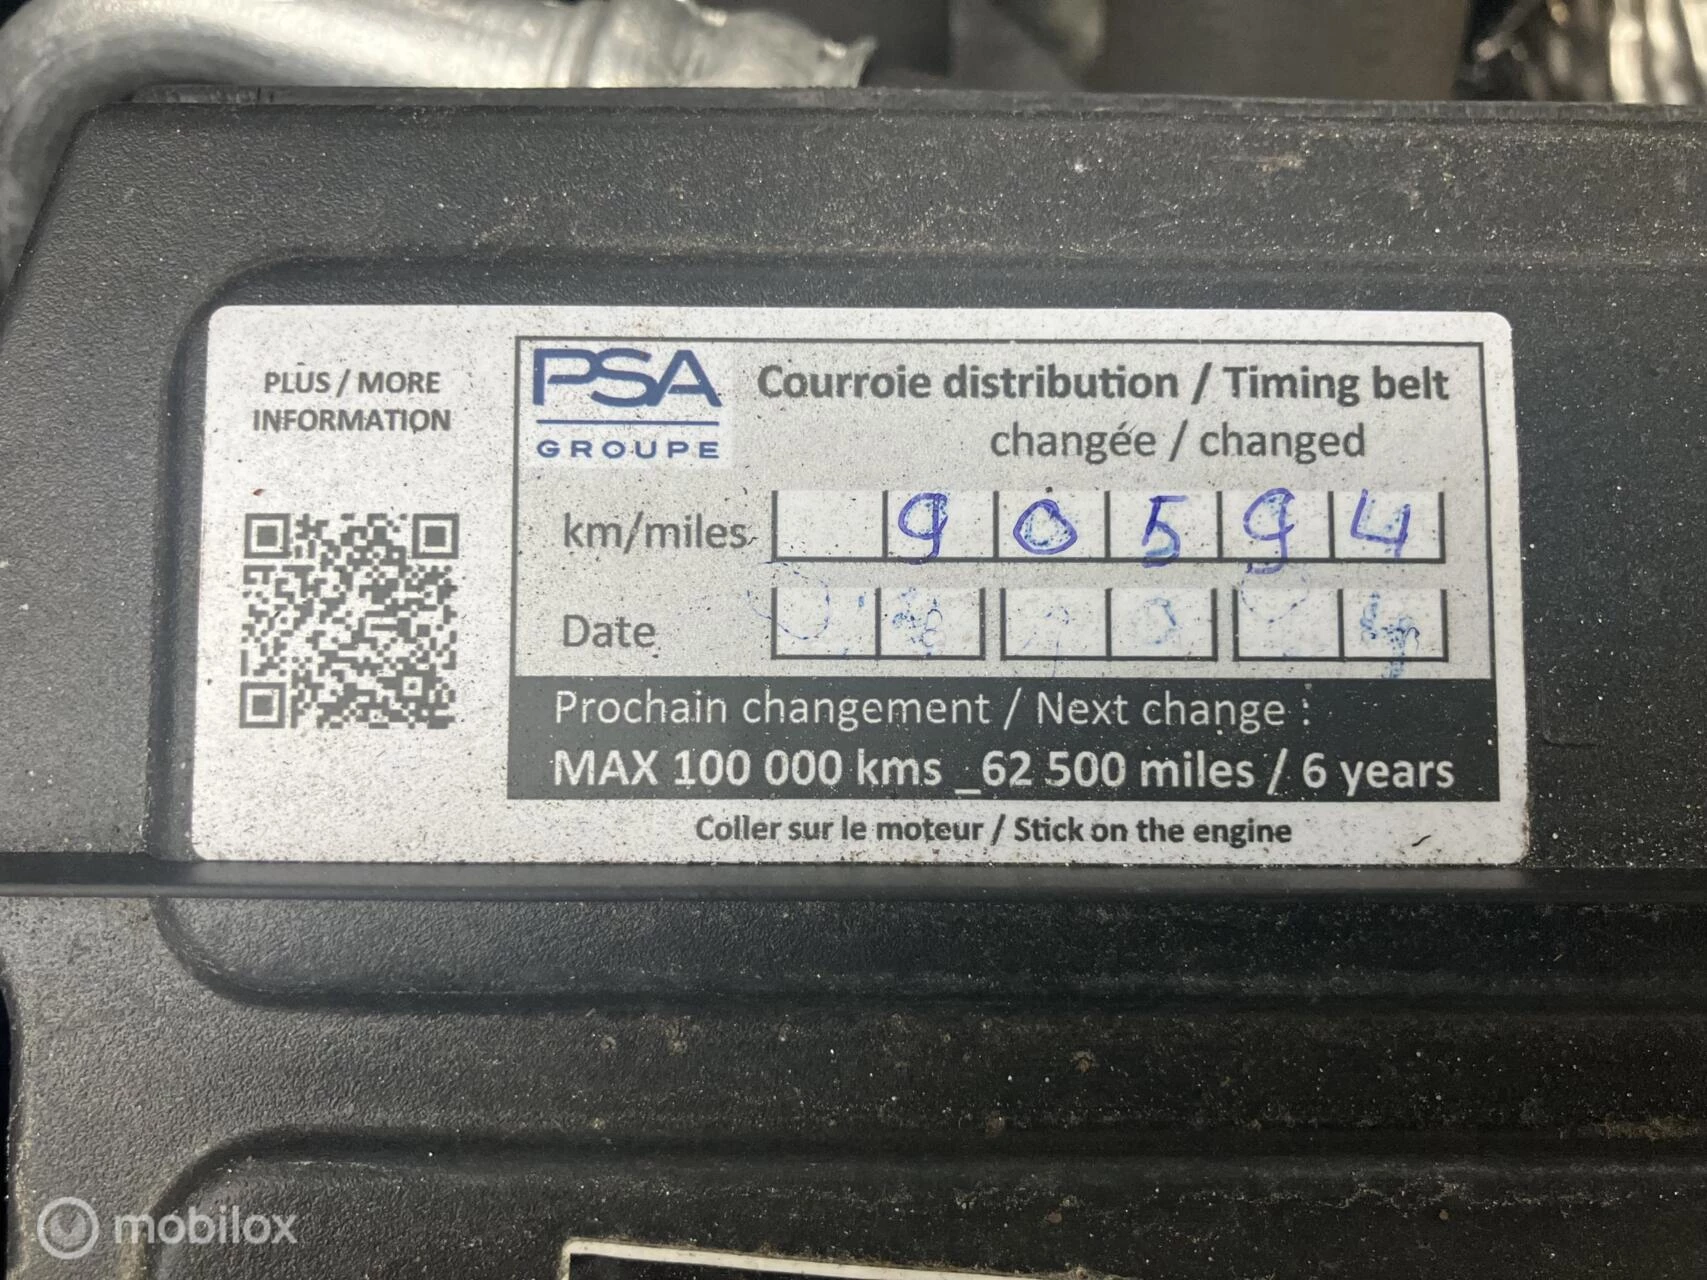 PLUS / MORE
INFORMATION
PSA
GROUPE
Courroie distribution / Timing belt
changée / changed
km/miles 90594
Date
Prochain changement / Next change :
MAX 100 000 kms _62 500 miles / 6 years
Coller sur le moteur / Stick on the engine
mobilox